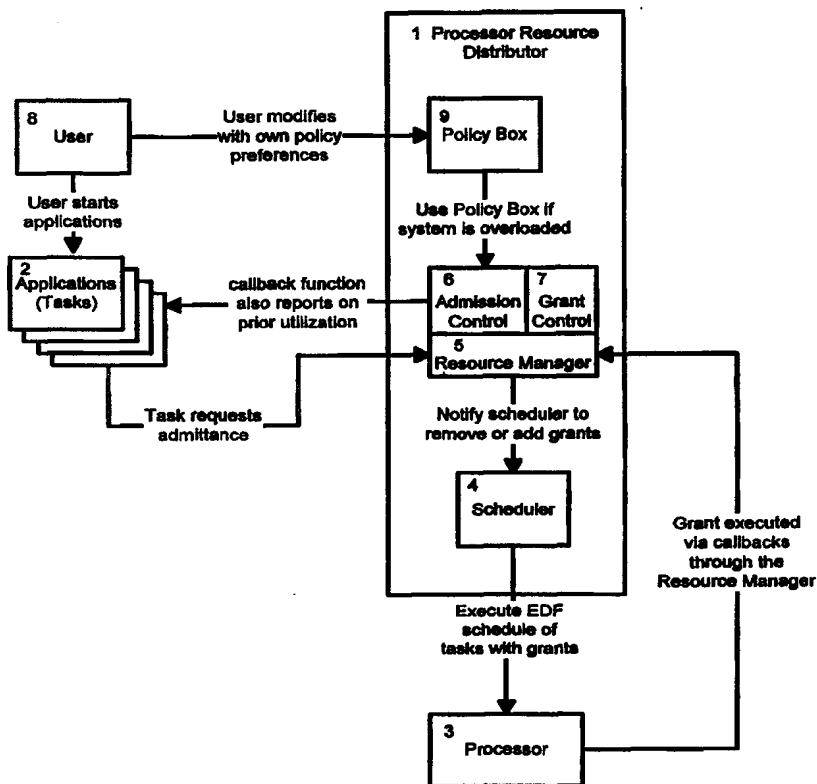 1 Processor Resource
Distributor
8
User
User modifies
with own policy
preferences
9
Policy Box
User starts
applications
Use Policy Box if
system is overloaded
2
Applications
(Tasks)
callback function
also reports on
prior utilization
6
Admission
Control
7
Grant
Control
5
Resource Manager
Task requests
admittance
Notify scheduler to
remove or add grants
4
Scheduler
Grant executed
via callbacks
through the
Resource Manager
Execute EDF
schedule of
tasks with grants
3
Processor